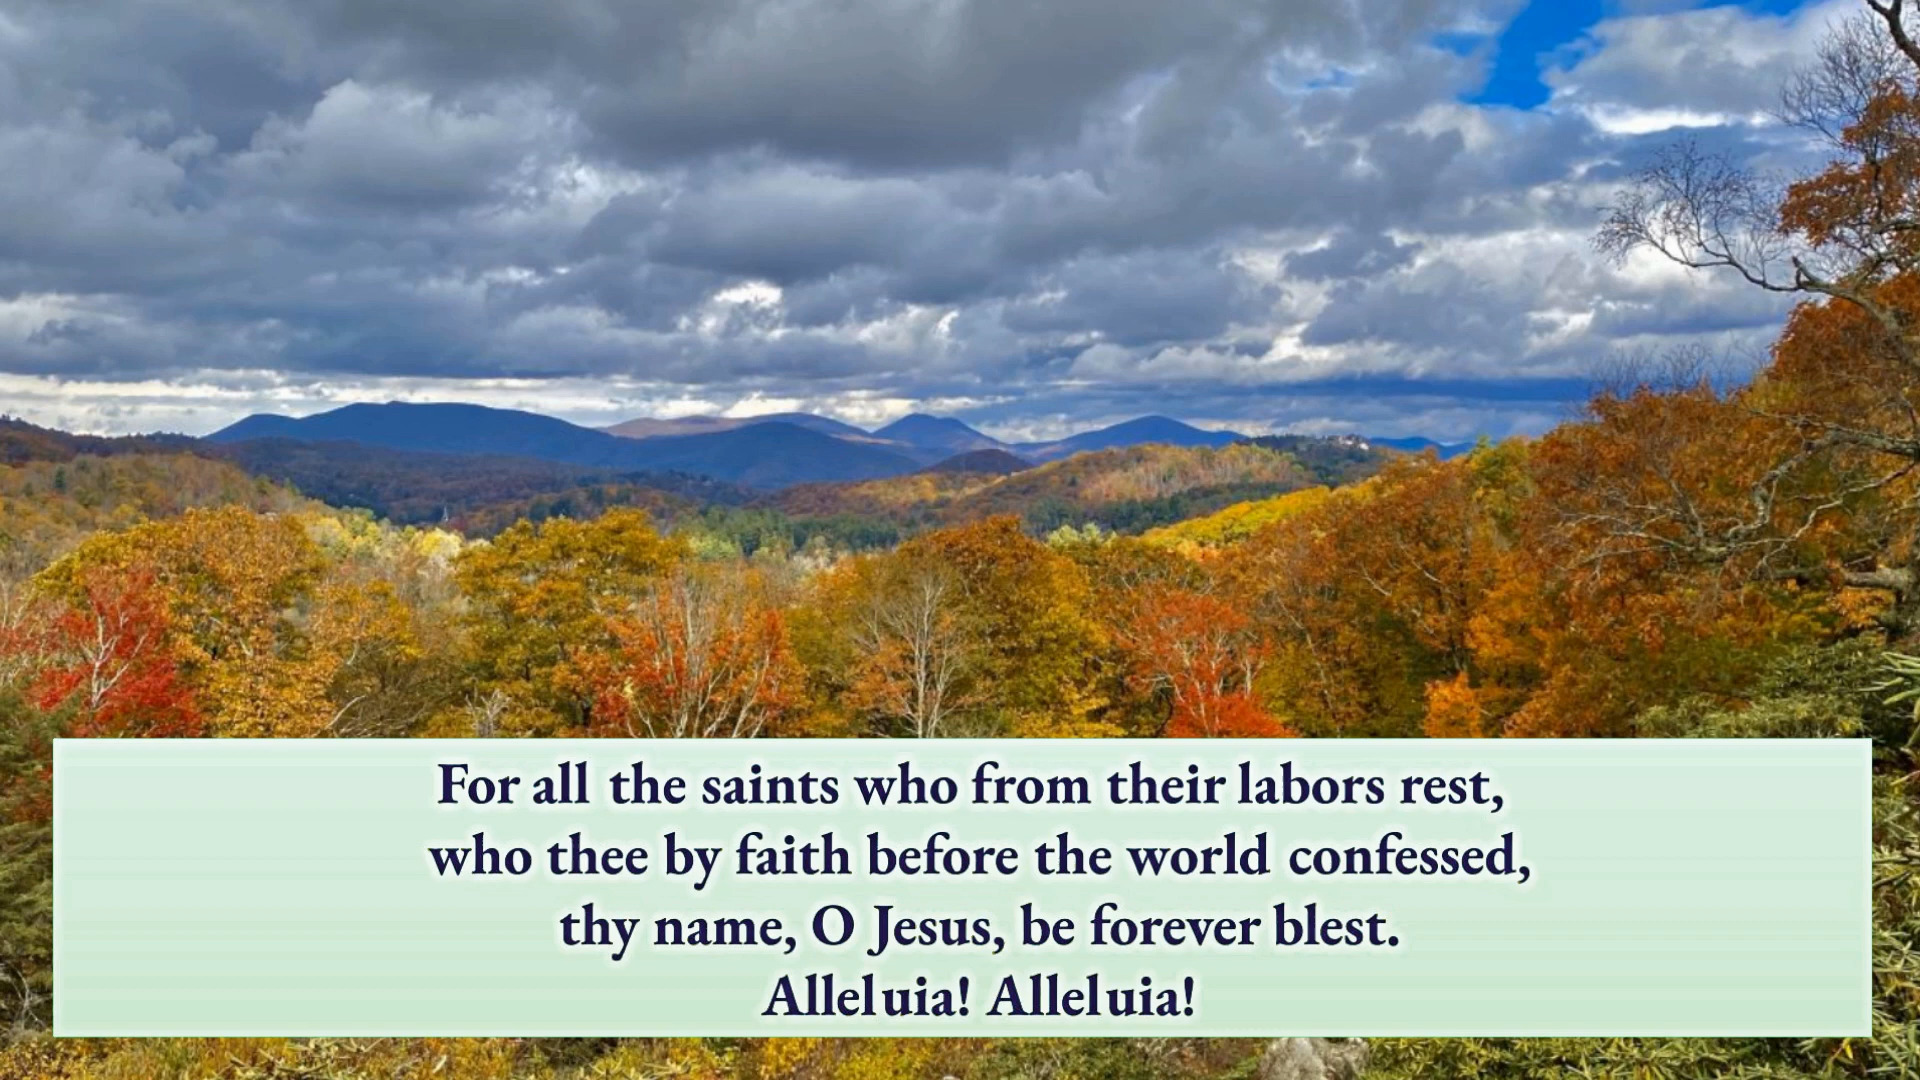 For all the saints who from their labors rest,
who thee by faith before the world confessed,
thy name, O Jesus, be forever blest.
Alleluia! Alleluia!